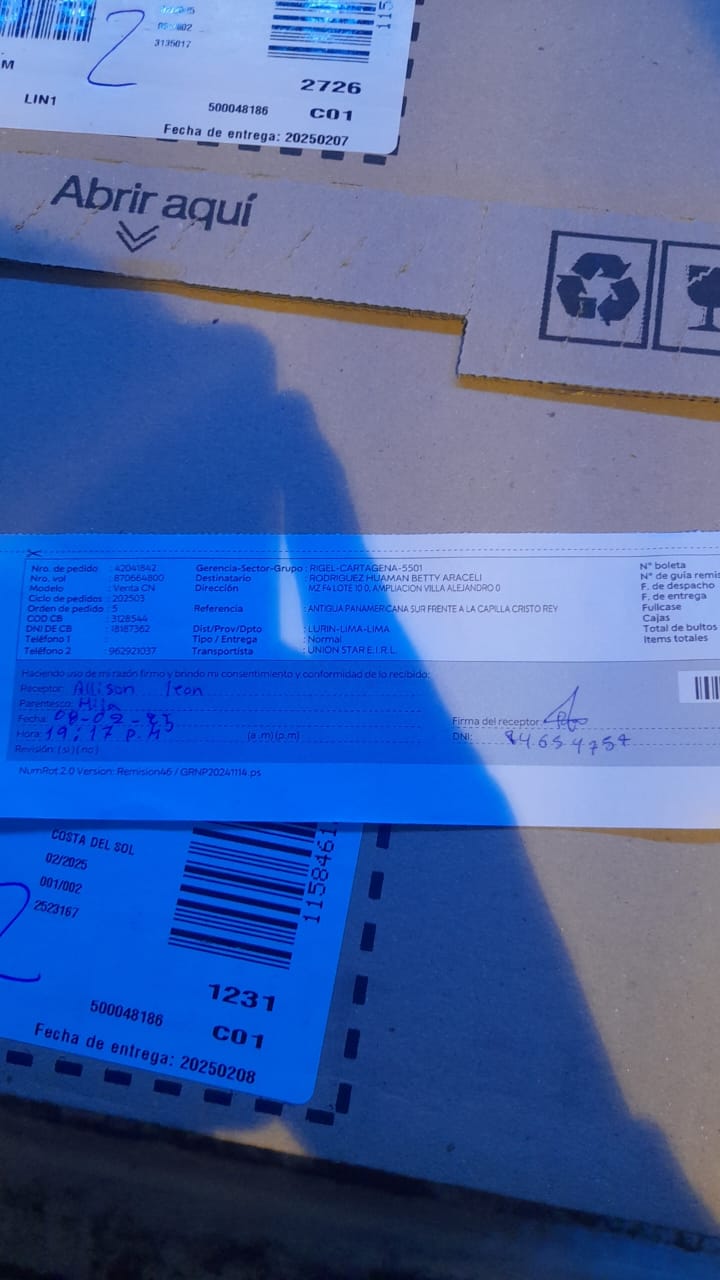 115
3135017
M
2726
LIN1
500048186
C01
Fecha de entrega: 20250207
Abrir aquí
Nro. de pedido : 42041842
Nro. vol : 870664800
Modelo : Venta CN
Ciclo de pedidos : 202503
Orden de pedido : 5
COD CB : 3128544
DNI DE CB : 18187362
Teléfono 1 :
Teléfono 2 : 962921037
Gerencia-Sector-Grupo : RIGEL-CARTAGENA-5501
Destinatario : RODRIGUEZ HUAMAN BETTY ARACELI
Dirección : MZ F4 LOTE 10 0, AMPLIACION VILLA ALEJANDRO 0
Referencia : ANTIGUA PANAMERICANA SUR FRENTE A LA CAPILLA CRISTO REY
Dist/Prov/Dpto : LURIN-LIMA-LIMA
Tipo / Entrega : Normal
Transportista : UNION STAR E.I.R.L.
N° boleta
N° de guía remis
F. de despacho
F. de entrega
Fullcase
Cajas
Total de bultos
Items totales
Haciendo uso de mi razón firmo y brindo mi consentimiento y conformidad de lo recibido:
Receptor: Allison leon
Parentesco: Hija
Fecha: 08-02-25
Hora: 19:17 P.M (a.m)(p.m)
Revisión: (si) (no)
Firma del receptor:
DNI:
NumRot 2.0 Version: Remision46 / GRNP20241114.ps
COSTA DEL SOL
02/2025
001/002
2523167
1158461
1231
500048186
C01
Fecha de entrega: 20250208